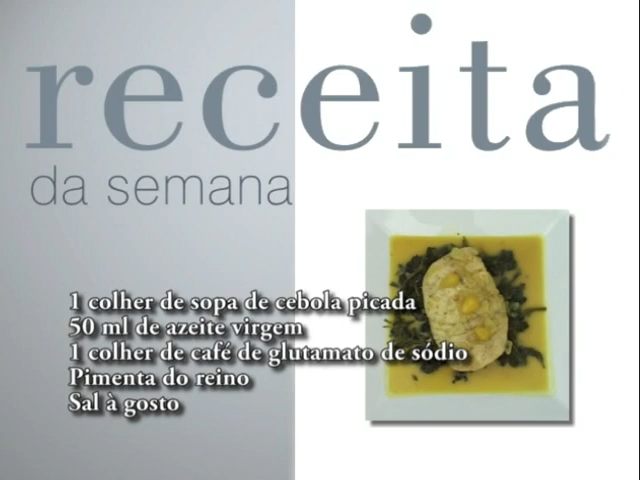 receita
da semana
1 colher de sopa de cebola picada
50 ml de azeite virgem
1 colher de café de glutamato de sódio
Pimenta do reino
Sal à gosto